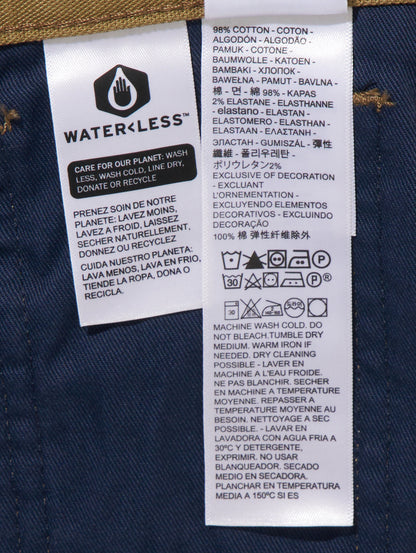 WATER<LESS™
CARE FOR OUR PLANET: WASH
LESS, WASH COLD, LINE DRY,
DONATE OR RECYCLE
PRENEZ SOIN DE NOTRE
PLANETE: LAVEZ MOINS,
LAVEZ A FROID, LAISSEZ
SECHER NATURELLEMENT,
DONNEZ OU RECYCLEZ
CUIDA NUESTRO PLANETA:
LAVA MENOS, LAVA EN FRIO,
TIENDE LA ROPA, DONA O
RECICLA.
98% COTTON - COTON -
ALGODÓN - ALGODÃO -
PAMUK - COTONE -
BAUMWOLLE - KATOEN -
BAMBAKI - ХЛОПОК -
BAWEŁNA - PAMUT - BAVLNA -
棉 - 면 - 綿 - 98% - KAPAS
2% ELASTANE - ELASTHANNE
- elastano - ELASTAN -
ELASTOMERO - ELASTHAN -
ELASTAAN - ΕΛΑΣΤΑΝΗ -
ЭЛАСТАН - GUMISZÁL - 彈性
纖維 - 폴리우레탄 -
ポリウレタン2%
EXCLUSIVE OF DECORATION
- EXCLUANT
L'ORNEMENTATION -
EXCLUYENDO ELEMENTOS
DECORATIVOS - EXCLUINDO
DECORAÇÃO
100% 棉 弹性纤维除外
P P®
30
MACHINE WASH COLD. DO
NOT BLEACH.TUMBLE DRY
MEDIUM. WARM IRON IF
NEEDED. DRY CLEANING
POSSIBLE - LAVER EN
MACHINE A L'EAU FROIDE.
NE PAS BLANCHIR. SECHER
EN MACHINE A TEMPERATURE
MOYENNE. REPASSER A
TEMPERATURE MOYENNE AU
BESOIN. NETTOYAGE A SEC
POSSIBLE. - LAVAR EN
LAVADORA CON AGUA FRIA A
30ºC Y DETERGENTE,
EXPRIMIR. NO USAR
BLANQUEADOR. SECADO
MEDIO EN SECADORA.
PLANCHAR EN TEMPERATURA
MEDIA A 150ºC SI ES